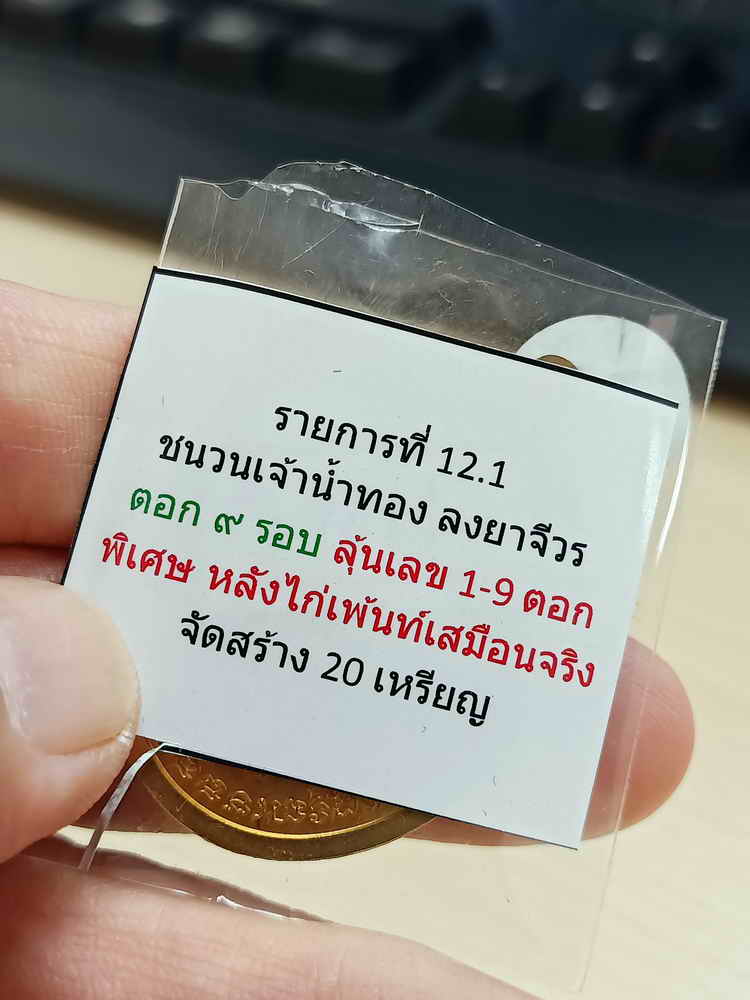 รายการที่ 12.1
ชนวนเจ้าน้ำทอง ลงยาจีวร
ตอก ๙ รอบ ลุ้นเลข 1-9 ตอก
พิเศษ หลังไก่เพ้นท์เสมือนจริง
จัดสร้าง 20 เหรียญ